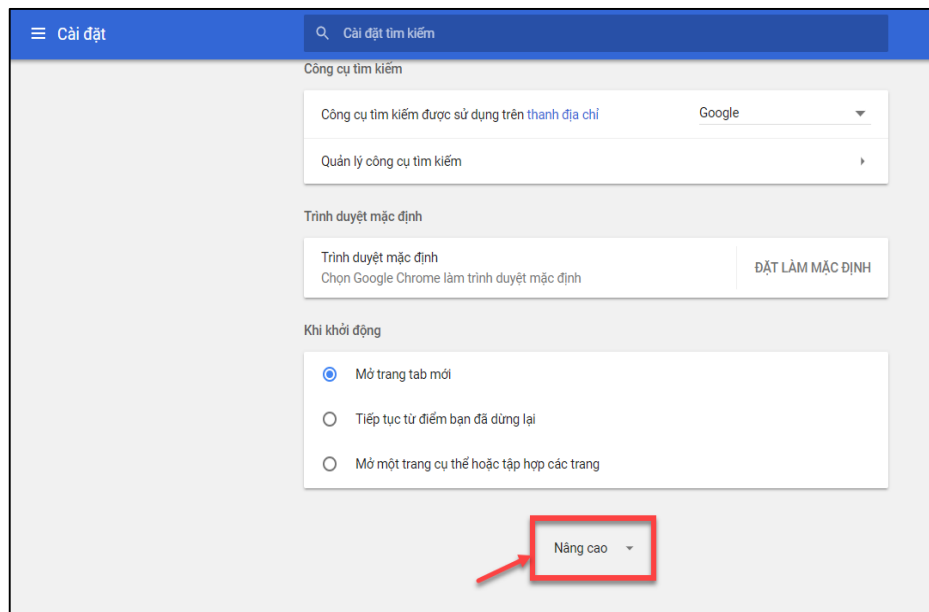 Cài đặt
Cài đặt tìm kiếm
Công cụ tìm kiếm
Công cụ tìm kiếm được sử dụng trên thanh địa chỉ
Google
Quản lý công cụ tìm kiếm
Trình duyệt mặc định
Trình duyệt mặc định
Chọn Google Chrome làm trình duyệt mặc định
ĐẶT LÀM MẶC ĐỊNH
Khi khởi động
Mở trang tab mới
Tiếp tục từ điểm bạn đã dừng lại
Mở một trang cụ thể hoặc tập hợp các trang
Nâng cao